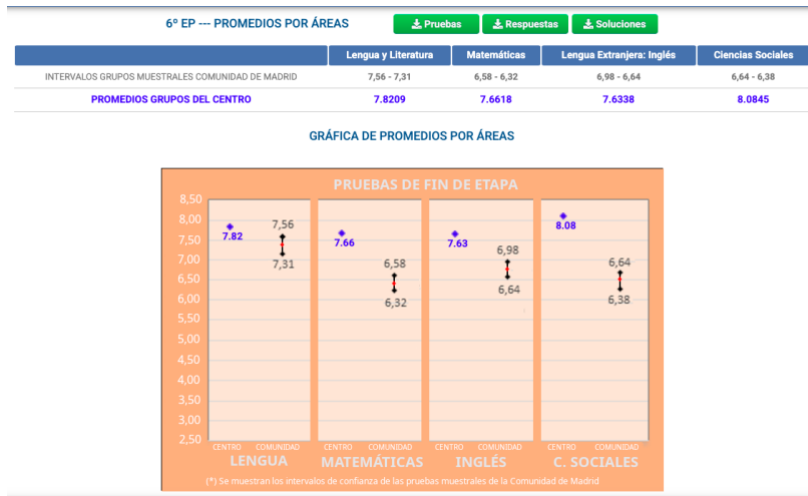 6º EP --- PROMEDIOS POR ÁREAS Pruebas Respuestas Soluciones
Lengua y Literatura Matemáticas Lengua Extranjera: Inglés Ciencias Sociales
INTERVALOS GRUPOS MUESTRALES COMUNIDAD DE MADRID 7,56 - 7,31 6,58 - 6,32 6,98 - 6,64 6,64 - 6,38
PROMEDIOS GRUPOS DEL CENTRO 7.8209 7.6618 7.6338 8.0845
GRÁFICA DE PROMEDIOS POR ÁREAS
PRUEBAS DE FIN DE ETAPA
8,50
8,00
7,50
7,00
6,50
6,00
5,50
5,00
4,50
4,00
3,50
3,00
2,50
7.82 7,56
7,31
7.66 6,58
6,32
7.63 6,98
6,64
8.08 6,64
6,38
CENTRO COMUNIDAD CENTRO COMUNIDAD CENTRO COMUNIDAD CENTRO COMUNIDAD
LENGUA MATEMÁTICAS INGLÉS C. SOCIALES
(*) Se muestran los intervalos de confianza de las pruebas muestrales de la Comunidad de Madrid